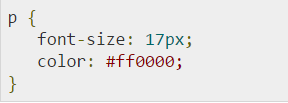 p {
   font-size: 17px;
   color: #ff0000;
}